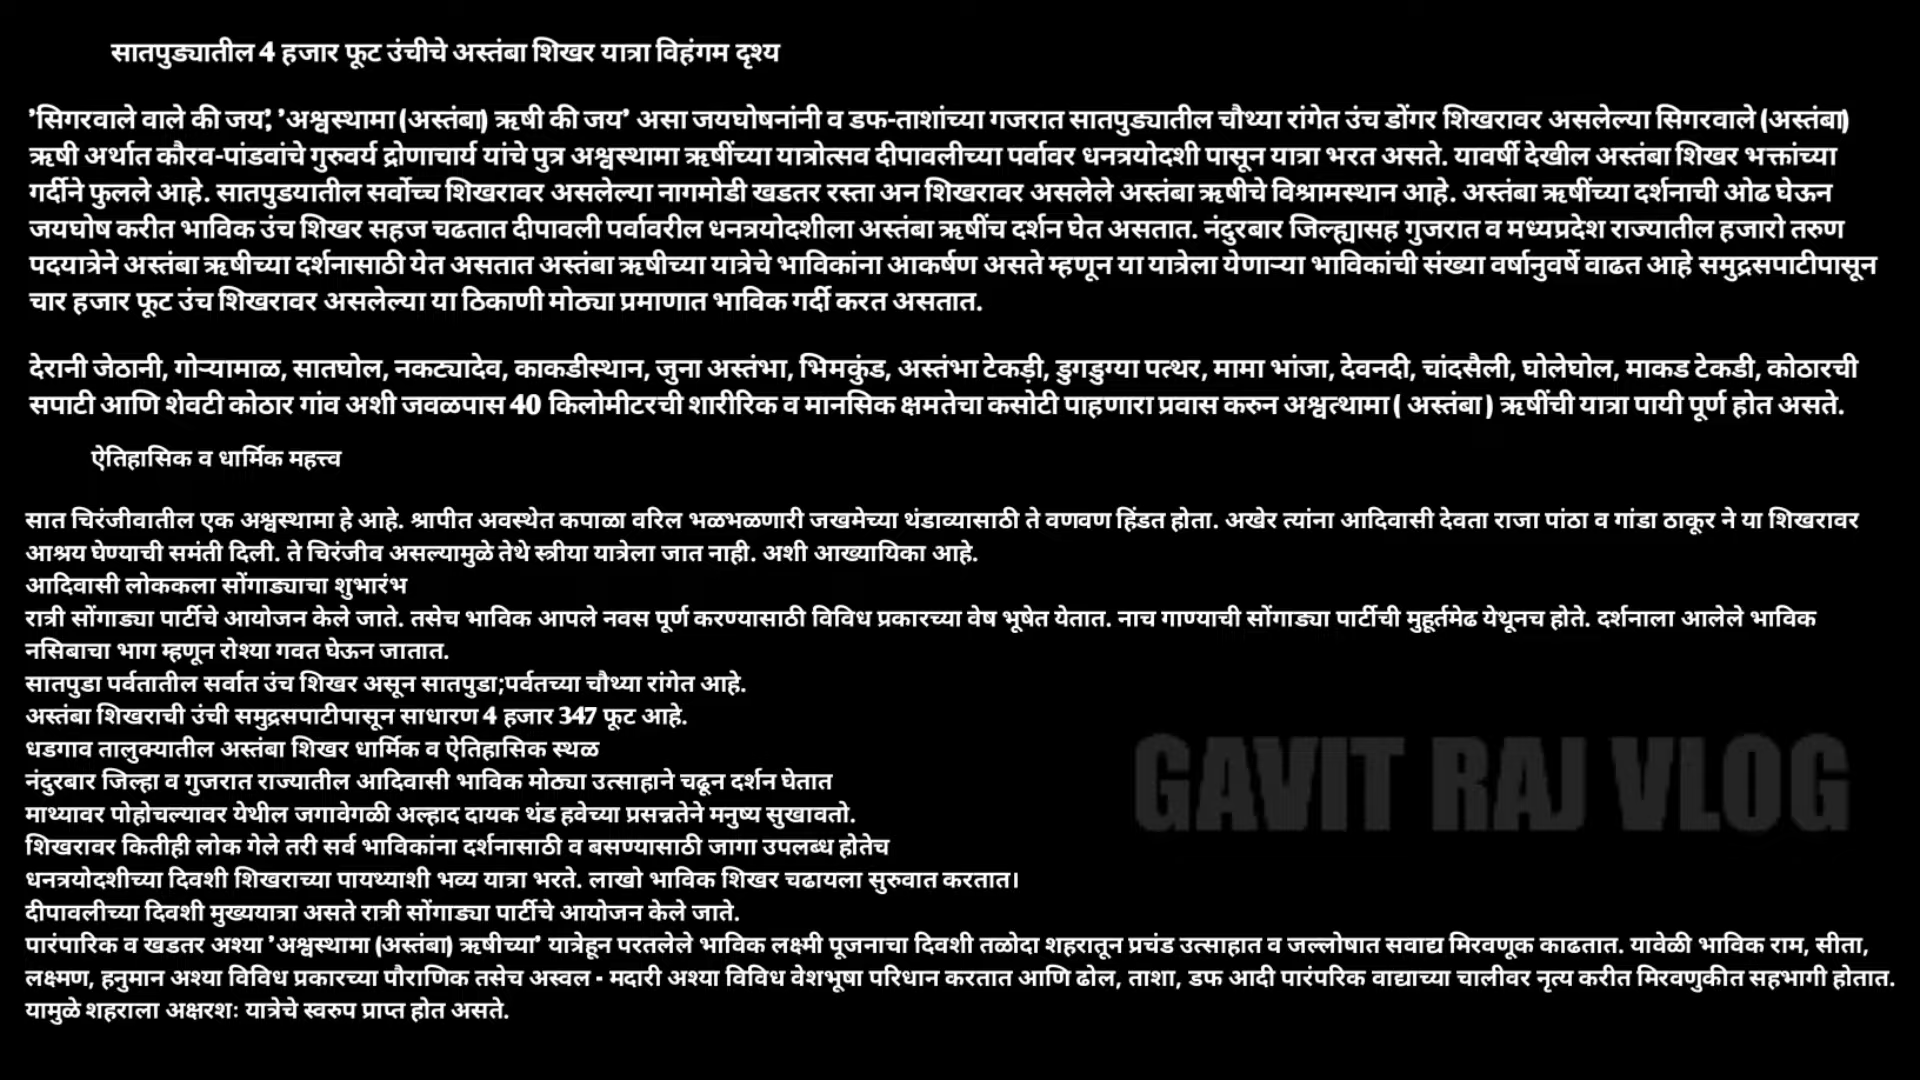 सातपुड्यातील 4 हजार फूट उंचीचे अस्तंबा शिखर यात्रा विहंगम दृश्य
’सिगरवाले वाले की जय’, ’अश्वस्थामा (अस्तंबा) ऋषी की जय’ असा जयघोषनांनी व डफ-ताशांच्या गजरात सातपुड्यातील चौथ्या रांगेत उंच डोंगर शिखरावर असलेल्या सिगरवाले (अस्तंबा)
ऋषी अर्थात कौरव-पांडवांचे गुरुवर्य द्रोणाचार्य यांचे पुत्र अश्वस्थामा ऋषींच्या यात्रोत्सव दीपावलीच्या पर्वावर धनत्रयोदशी पासून यात्रा भरत असते. यावर्षी देखील अस्तंबा शिखर भक्तांच्या
गर्दीने फुलले आहे. सातपुडयातील सर्वोच्च शिखरावर असलेल्या नागमोडी खडतर रस्ता अन शिखरावर असलेले अस्तंबा ऋषीचे विश्रामस्थान आहे. अस्तंबा ऋषींच्या दर्शनाची ओढ घेऊन
जयघोष करीत भाविक उंच शिखर सहज चढतात दीपावली पर्वावरील धनत्रयोदशीला अस्तंबा ऋषींच दर्शन घेत असतात. नंदुरबार जिल्ह्यासह गुजरात व मध्यप्रदेश राज्यातील हजारो तरुण
पदयात्रेने अस्तंबा ऋषीच्या दर्शनासाठी येत असतात अस्तंबा ऋषीच्या यात्रेचे भाविकांना आकर्षण असते म्हणून या यात्रेला येणाऱ्या भाविकांची संख्या वर्षानुवर्षे वाढत आहे समुद्रसपाटीपासून
चार हजार फूट उंच शिखरावर असलेल्या या ठिकाणी मोठ्या प्रमाणात भाविक गर्दी करत असतात.
देरानी जेठानी, गोऱ्यामाळ, सातघोल, नकट्यादेव, काकडीस्थान, जुना अस्तंभा, भिमकुंड, अस्तंभा टेकड़ी, डुगडुग्या पत्थर, मामा भांजा, देवनदी, चांदसैली, घोलेघोल, माकड टेकडी, कोठारची
सपाटी आणि शेवटी कोठार गांव अशी जवळपास 40 किलोमीटरची शारीरिक व मानसिक क्षमतेचा कसोटी पाहणारा प्रवास करुन अश्वत्थामा ( अस्तंबा ) ऋषींची यात्रा पायी पूर्ण होत असते.
ऐतिहासिक व धार्मिक महत्त्व
सात चिरंजीवातील एक अश्वस्थामा हे आहे. श्रापीत अवस्थेत कपाळा वरिल भळभळणारी जखमेच्या थंडाव्यासाठी ते वणवण हिंडत होता. अखेर त्यांना आदिवासी देवता राजा पांठा व गांडा ठाकूर ने या शिखरावर
आश्रय घेण्याची समंती दिली. ते चिरंजीव असल्यामुळे तेथे स्त्रीया यात्रेला जात नाही. अशी आख्यायिका आहे.
आदिवासी लोककला सोंगाड्याचा शुभारंभ
रात्री सोंगाड्या पार्टीचे आयोजन केले जाते. तसेच भाविक आपले नवस पूर्ण करण्यासाठी विविध प्रकारच्या वेष भूषेत येतात. नाच गाण्याची सोंगाड्या पार्टीची मुहूर्तमेढ येथूनच होते. दर्शनाला आलेले भाविक
नसिबाचा भाग म्हणून रोश्या गवत घेऊन जातात.
सातपुडा पर्वतातील सर्वात उंच शिखर असून सातपुडा;पर्वतच्या चौथ्या रांगेत आहे.
अस्तंबा शिखराची उंची समुद्रसपाटीपासून साधारण 4 हजार 347 फूट आहे.
धडगाव तालुक्यातील अस्तंबा शिखर धार्मिक व ऐतिहासिक स्थळ
नंदुरबार जिल्हा व गुजरात राज्यातील आदिवासी भाविक मोठ्या उत्साहाने चढून दर्शन घेतात
माथ्यावर पोहोचल्यावर येथील जगावेगळी अल्हाद दायक थंड हवेच्या प्रसन्नतेने मनुष्य सुखावतो.
शिखरावर कितीही लोक गेले तरी सर्व भाविकांना दर्शनासाठी व बसण्यासाठी जागा उपलब्ध होतेच
धनत्रयोदशीच्या दिवशी शिखराच्या पायथ्याशी भव्य यात्रा भरते. लाखो भाविक शिखर चढायला सुरुवात करतात।
दीपावलीच्या दिवशी मुख्ययात्रा असते रात्री सोंगाड्या पार्टीचे आयोजन केले जाते.
पारंपारिक व खडतर अश्या ’अश्वस्थामा (अस्तंबा) ऋषीच्या’ यात्रेहून परतलेले भाविक लक्ष्मी पूजनाचा दिवशी तळोदा शहरातून प्रचंड उत्साहात व जल्लोषात सवाद्य मिरवणूक काढतात. यावेळी भाविक राम, सीता,
लक्ष्मण, हनुमान अश्या विविध प्रकारच्या पौराणिक तसेच अस्वल - मदारी अश्या विविध वेशभूषा परिधान करतात आणि ढोल, ताशा, डफ आदी पारंपरिक वाद्याच्या चालीवर नृत्य करीत मिरवणुकीत सहभागी होतात.
यामुळे शहराला अक्षरशः यात्रेचे स्वरुप प्राप्त होत असते.
GAVIT RAJ VLOG